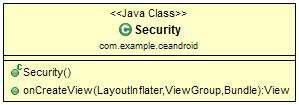 <<Java Class>>
C Security
com.example.ceandroid
C Security()
onCreateView(LayoutInflater,ViewGroup,Bundle):View